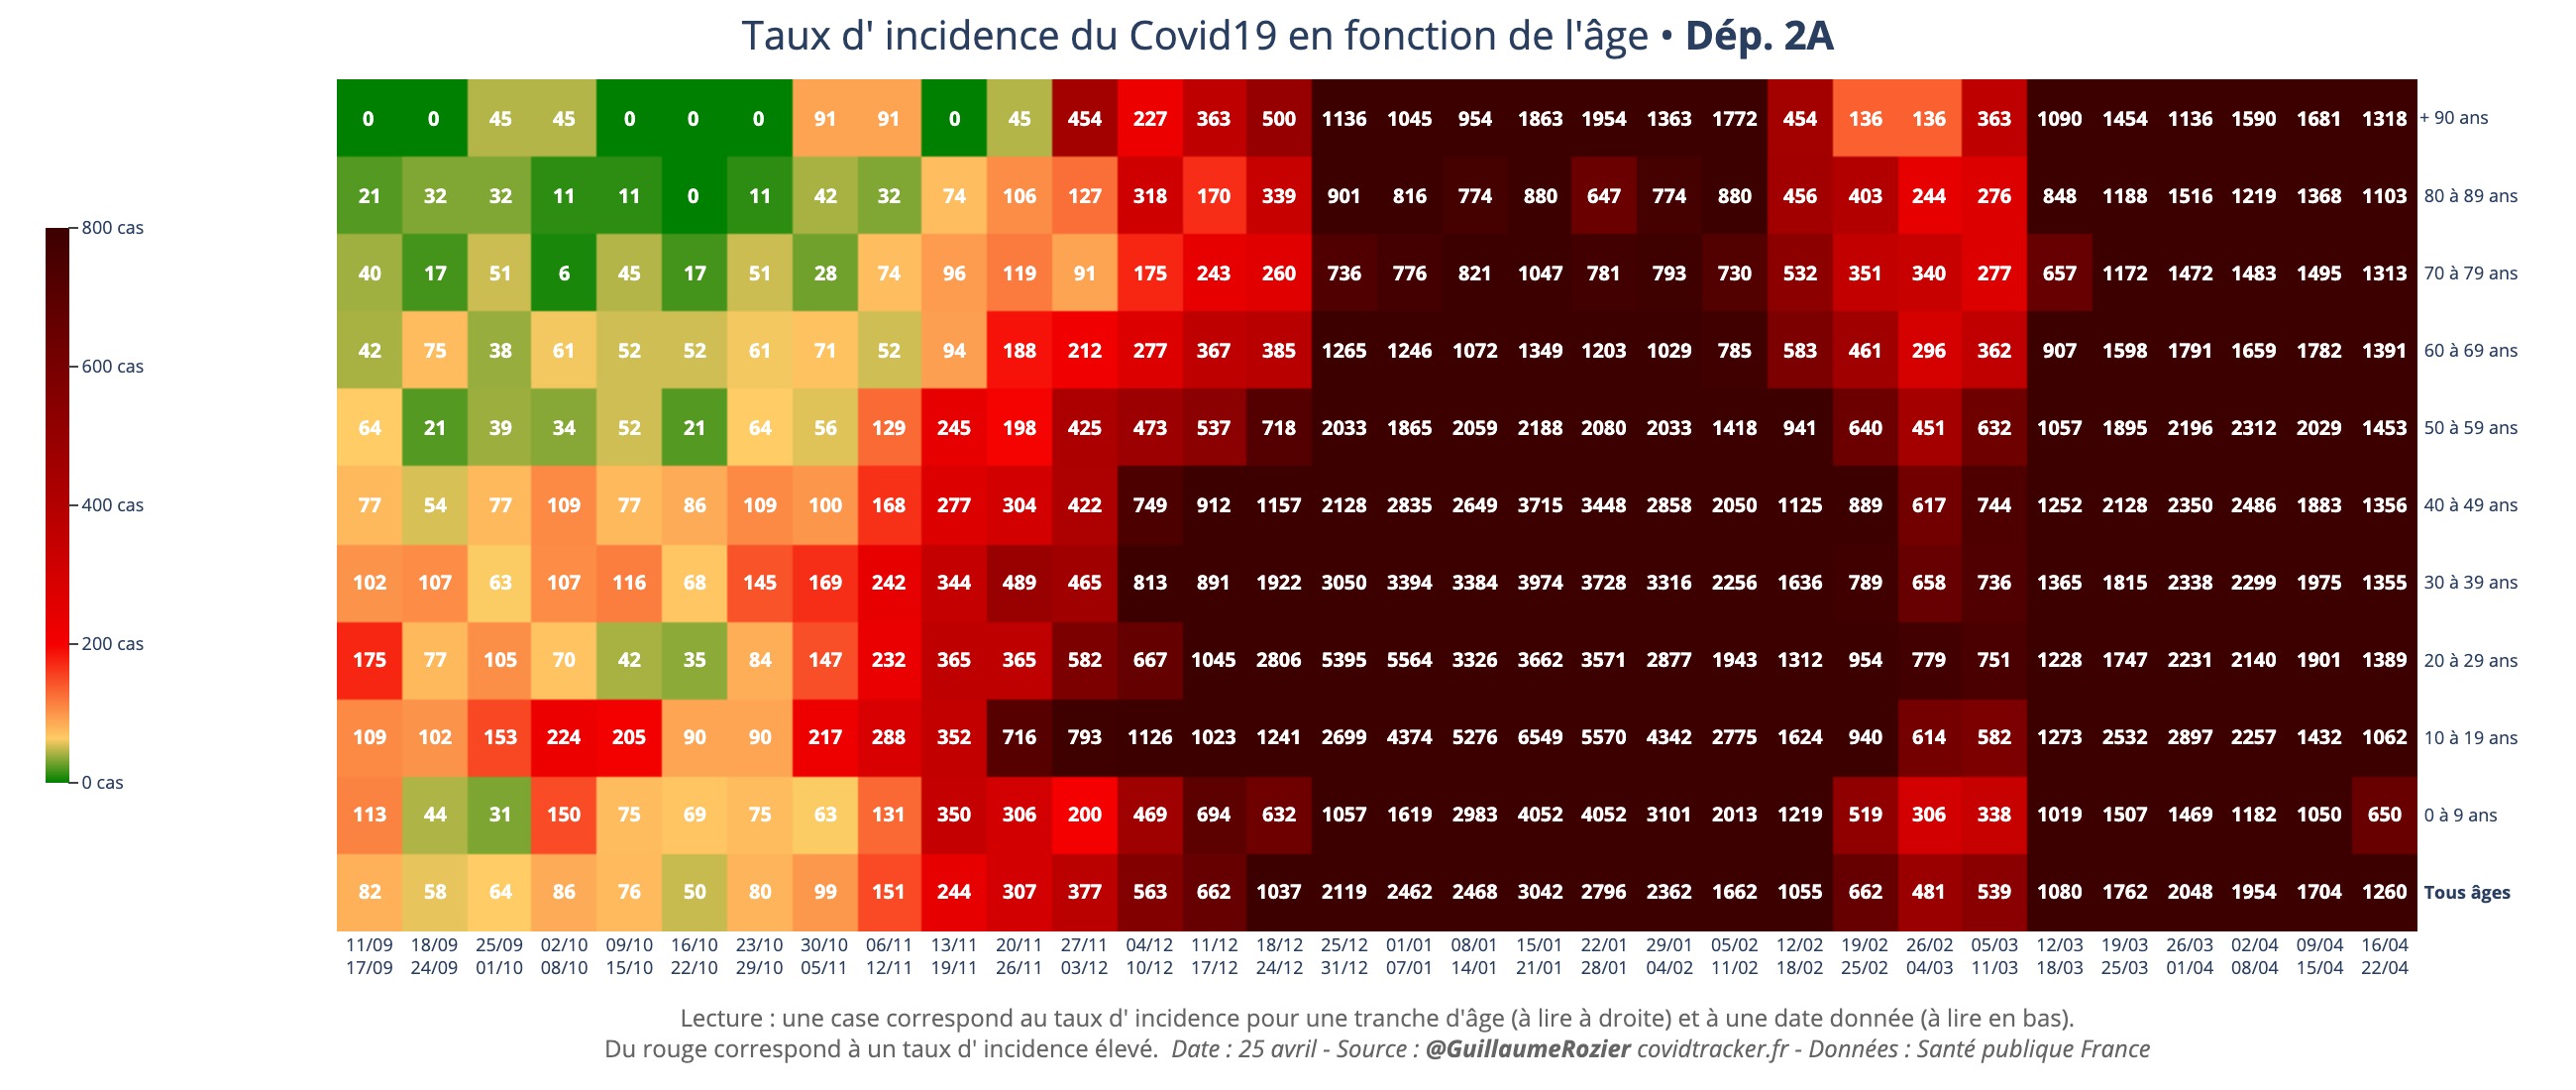 Taux d' incidence du Covid19 en fonction de l'âge • Dép. 2A
0 0 45 45 0 0 0 91 91 0 45 454 227 363 500 1136 1045 954 1863 1954 1363 1772 454 136 136 363 1090 1454 1136 1590 1681 1318 + 90 ans
21 32 32 11 11 0 11 42 32 74 106 127 318 170 339 901 816 774 880 647 774 880 456 403 244 276 848 1188 1516 1219 1368 1103 80 à 89 ans
800 cas
40 17 51 6 45 17 51 28 74 96 119 91 175 243 260 736 776 821 1047 781 793 730 532 351 340 277 657 1172 1472 1483 1495 1313 70 à 79 ans
42 75 38 61 52 52 61 71 52 94 188 212 277 367 385 1265 1246 1072 1349 1203 1029 785 583 461 296 362 907 1598 1791 1659 1782 1391 60 à 69 ans
600 cas
64 21 39 34 52 21 64 56 129 245 198 425 473 537 718 2033 1865 2059 2188 2080 2033 1418 941 640 451 632 1057 1895 2196 2312 2029 1453 50 à 59 ans
400 cas
77 54 77 109 77 86 109 100 168 277 304 422 749 912 1157 2128 2835 2649 3715 3448 2858 2050 1125 889 617 744 1252 2128 2350 2486 1883 1356 40 à 49 ans
102 107 63 107 116 68 145 169 242 344 489 465 813 891 1922 3050 3394 3384 3974 3728 3316 2256 1636 789 658 736 1365 1815 2338 2299 1975 1355 30 à 39 ans
200 cas
175 77 105 70 42 35 84 147 232 365 365 582 667 1045 2806 5395 5564 3326 3662 3571 2877 1943 1312 954 779 751 1228 1747 2231 2140 1901 1389 20 à 29 ans
109 102 153 224 205 90 90 217 288 352 716 793 1126 1023 1241 2699 4374 5276 6549 5570 4342 2775 1624 940 614 582 1273 2532 2897 2257 1432 1062 10 à 19 ans
0 cas
113 44 31 150 75 69 75 63 131 350 306 200 469 694 632 1057 1619 2983 4052 4052 3101 2013 1219 519 306 338 1019 1507 1469 1182 1050 650 0 à 9 ans
82 58 64 86 76 50 80 99 151 244 307 377 563 662 1037 2119 2462 2468 3042 2796 2362 1662 1055 662 481 539 1080 1762 2048 1954 1704 1260 Tous âges
11/09 18/09 25/09 02/10 09/10 16/10 23/10 30/10 06/11 13/11 20/11 27/11 04/12 11/12 18/12 25/12 01/01 08/01 15/01 22/01 29/01 05/02 12/02 19/02 26/02 05/03 12/03 19/03 26/03 02/04 09/04 16/04
17/09 24/09 01/10 08/10 15/10 22/10 29/10 05/11 12/11 19/11 26/11 03/12 10/12 17/12 24/12 31/12 07/01 14/01 21/01 28/01 04/02 11/02 18/02 25/02 04/03 11/03 18/03 25/03 01/04 08/04 15/04 22/04
Lecture : une case correspond au taux d' incidence pour une tranche d'âge (à lire à droite) et à une date donnée (à lire en bas).
Du rouge correspond à un taux d' incidence élevé. Date : 25 avril - Source : @GuillaumeRozier covidtracker.fr - Données : Santé publique France